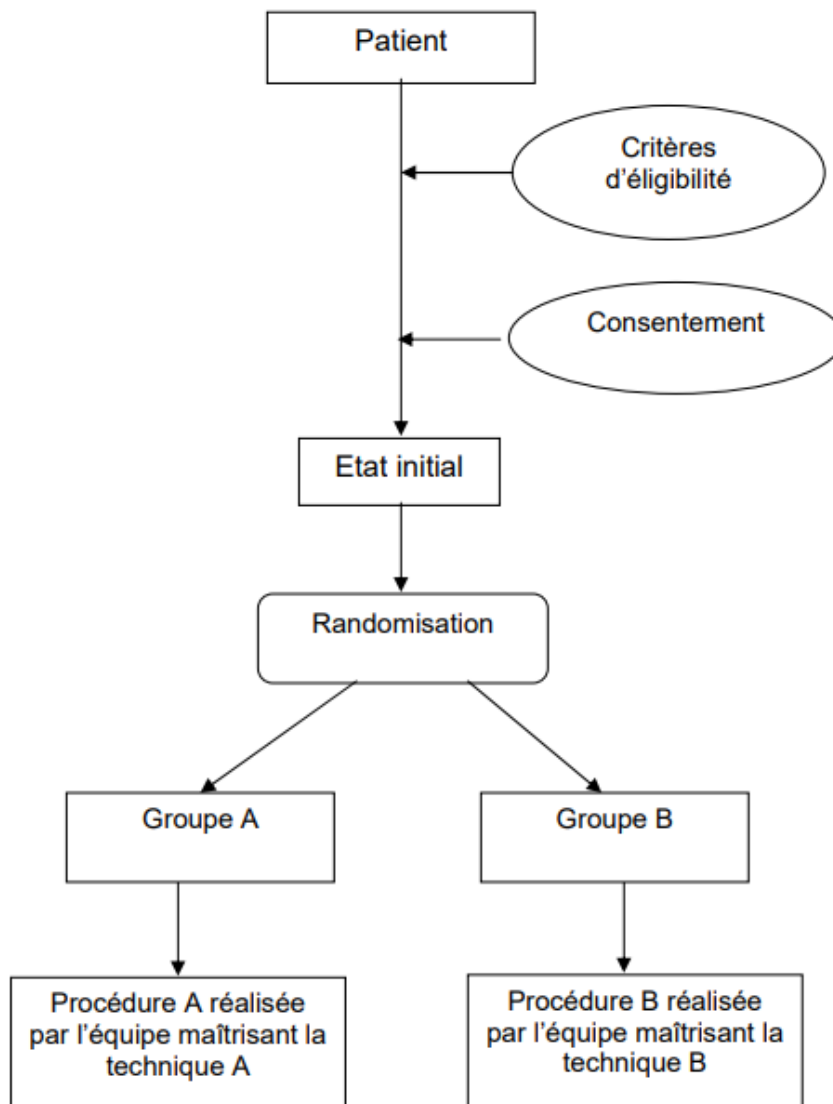 Patient
Critères
d'éligibilité
Consentement
Etat initial
Randomisation
Groupe A
Groupe B
Procédure A réalisée
par l'équipe maîtrisant la
technique A
Procédure B réalisée
par l'équipe maîtrisant la
technique B